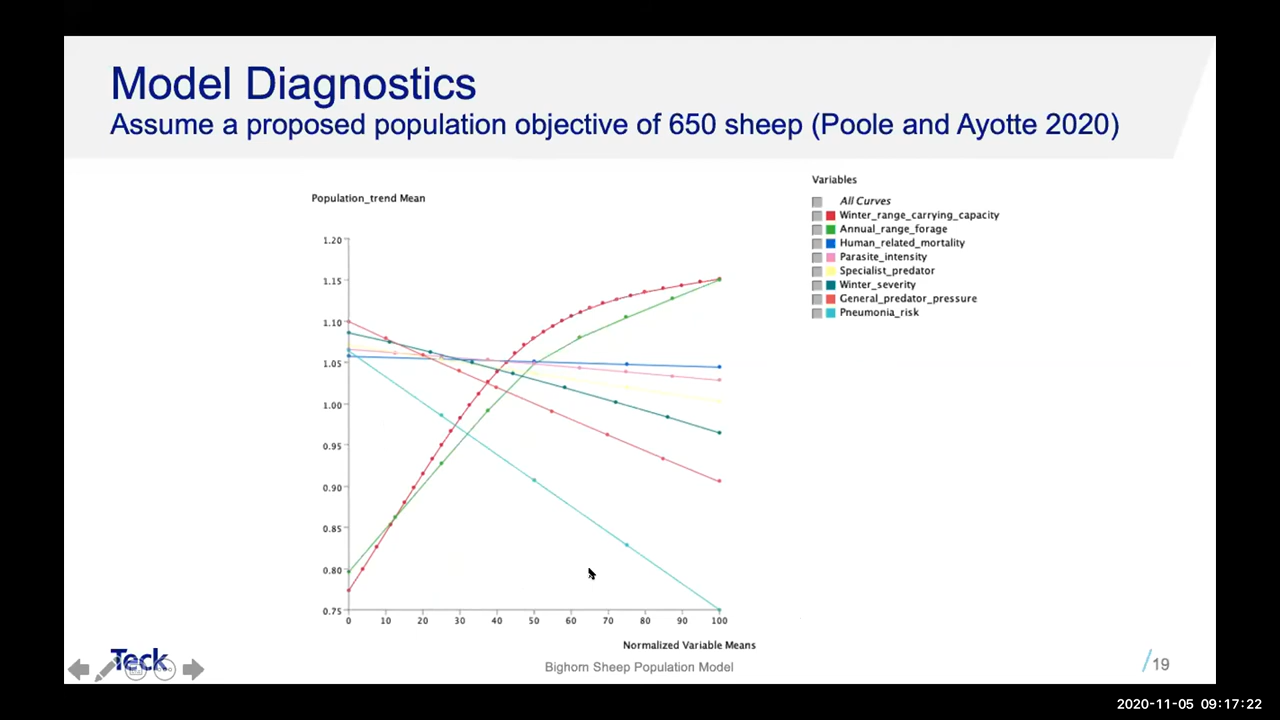 Model Diagnostics
Assume a proposed population objective of 650 sheep (Poole and Ayotte 2020)
Population_trend Mean
1.20
1.15
1.10
1.05
1.00
0.95
0.90
0.85
0.80
0.75
0 10 20 30 40 50 60 70 80 90 100
Normalized Variable Means
Variables
All Curves
Winter_range_carrying_capacity
Annual_range_forage
Human_related_mortality
Parasite_intensity
Specialist_predator
Winter_severity
General_predator_pressure
Pneumonia_risk
Teck
Bighorn Sheep Population Model
/19
2020-11-05 09:17:22